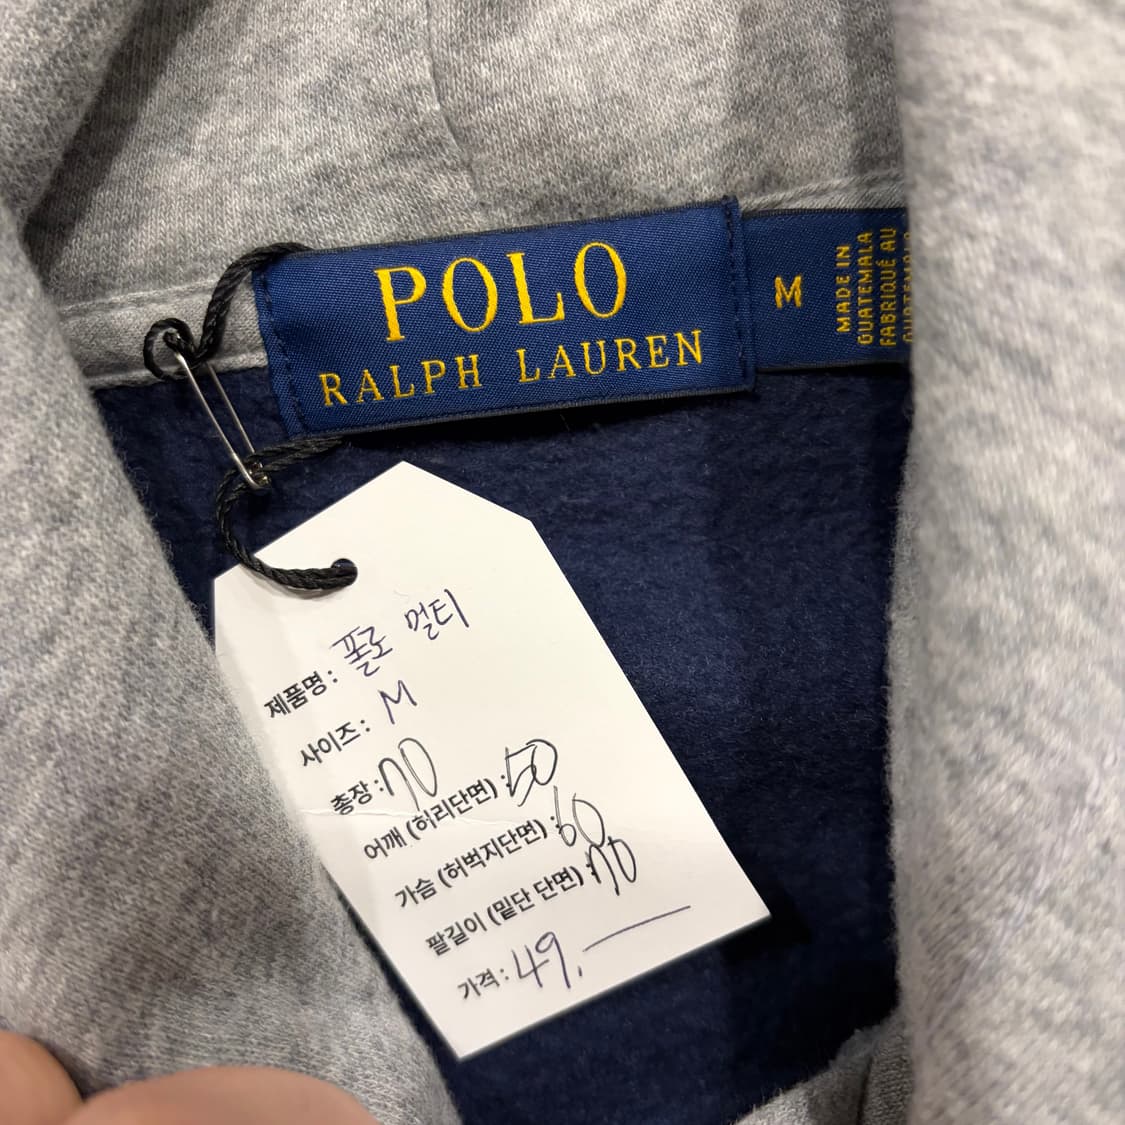 POLO
RALPH LAUREN
M
MADE IN
GUATEMALA
FABRIQUÉ AU
GUATEMALA
제품명: 폴로 멀티
사이즈: M
총장: 70
어깨 (허리단면): 50
가슴 (허벅지단면): 60
팔길이 (밑단 단면): 70
가격: 49,—